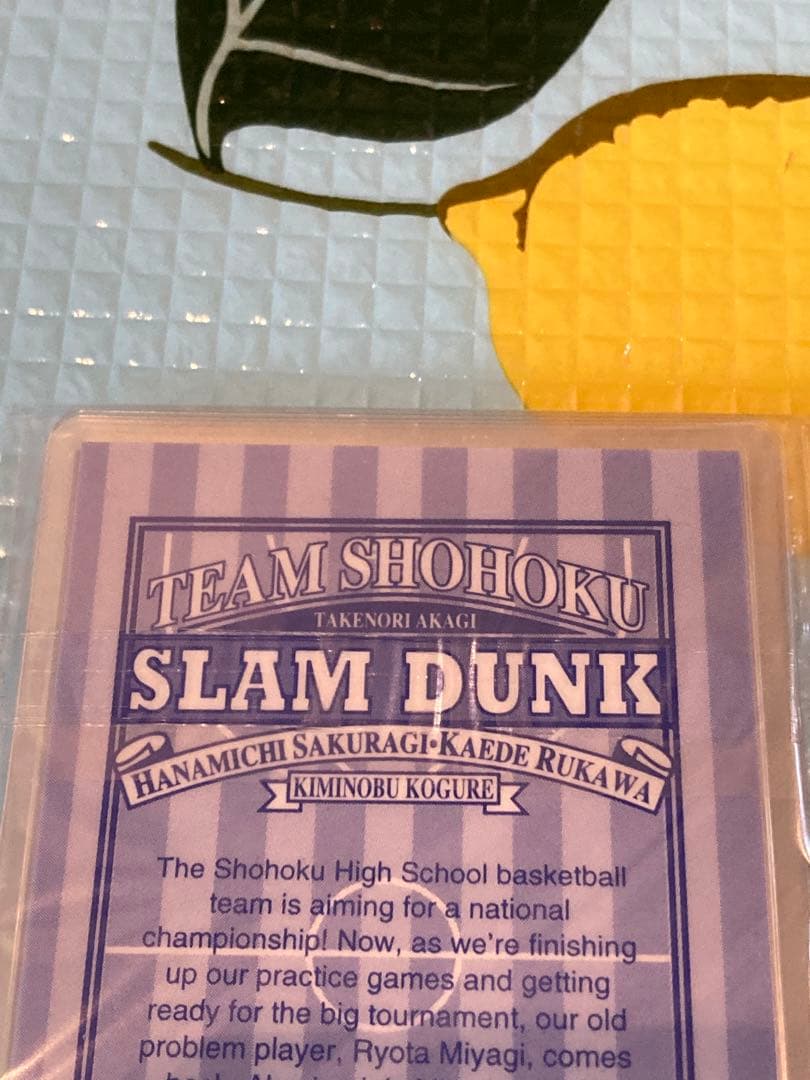 TEAM SHOHOKU
TAKENORI AKAGI
SLAM DUNK
HANAMICHI SAKURAGI•KAEDE RUKAWA
KIMINOBU KOGURE
The Shohoku High School basketball
team is aiming for a national
championship! Now, as we're finishing
up our practice games and getting
ready for the big tournament, our old
problem player, Ryota Miyagi, comes